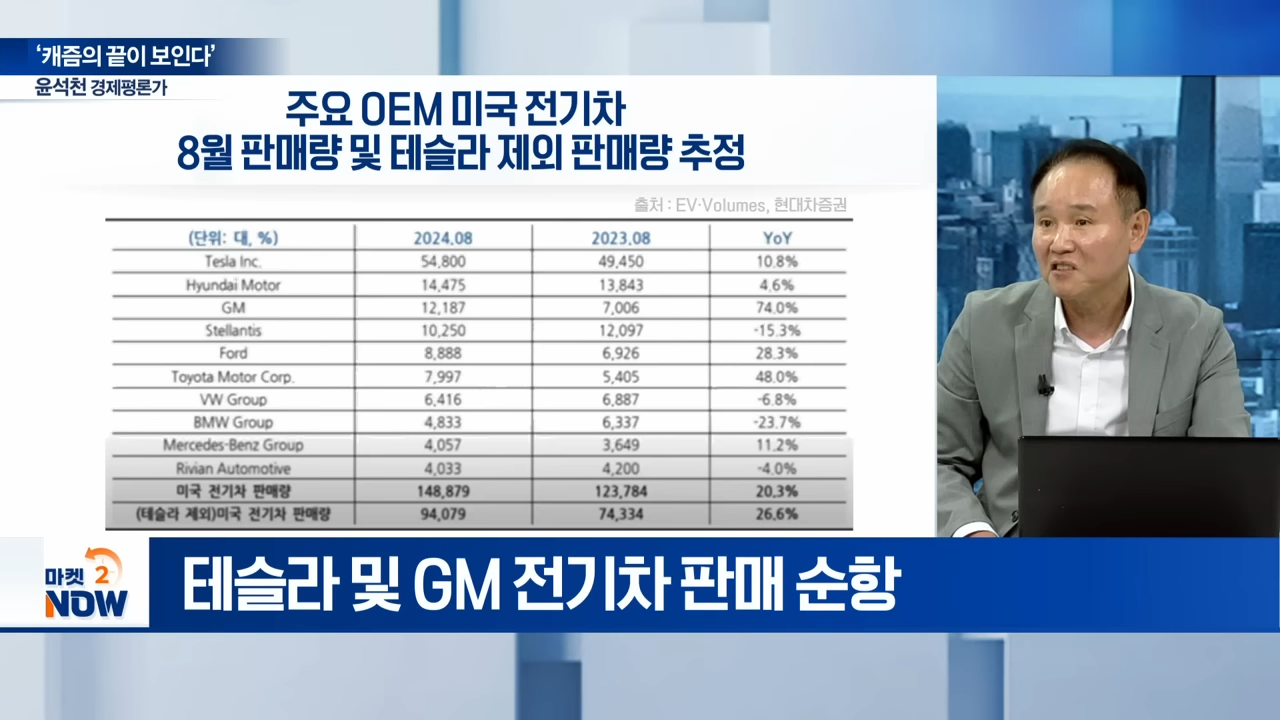 ‘캐즘의 끝이 보인다’
윤석천 경제평론가
주요 OEM 미국 전기차
8월 판매량 및 테슬라 제외 판매량 추정
출처 : EV-Volumes, 현대차증권
(단위: 대, %) 2024.08 2023.08 YoY
Tesla Inc. 54,800 49,450 10.8%
Hyundai Motor 14,475 13,843 4.6%
GM 12,187 7,006 74.0%
Stellantis 10,250 12,097 -15.3%
Ford 8,888 6,926 28.3%
Toyota Motor Corp. 7,997 5,405 48.0%
VW Group 6,416 6,887 -6.8%
BMW Group 4,833 6,337 -23.7%
Mercedes-Benz Group 4,057 3,649 11.2%
Rivian Automotive 4,033 4,200 -4.0%
미국 전기차 판매량 148,879 123,784 20.3%
(테슬라 제외)미국 전기차 판매량 94,079 74,334 26.6%
마켓 2
NOW
테슬라 및 GM 전기차 판매 순항